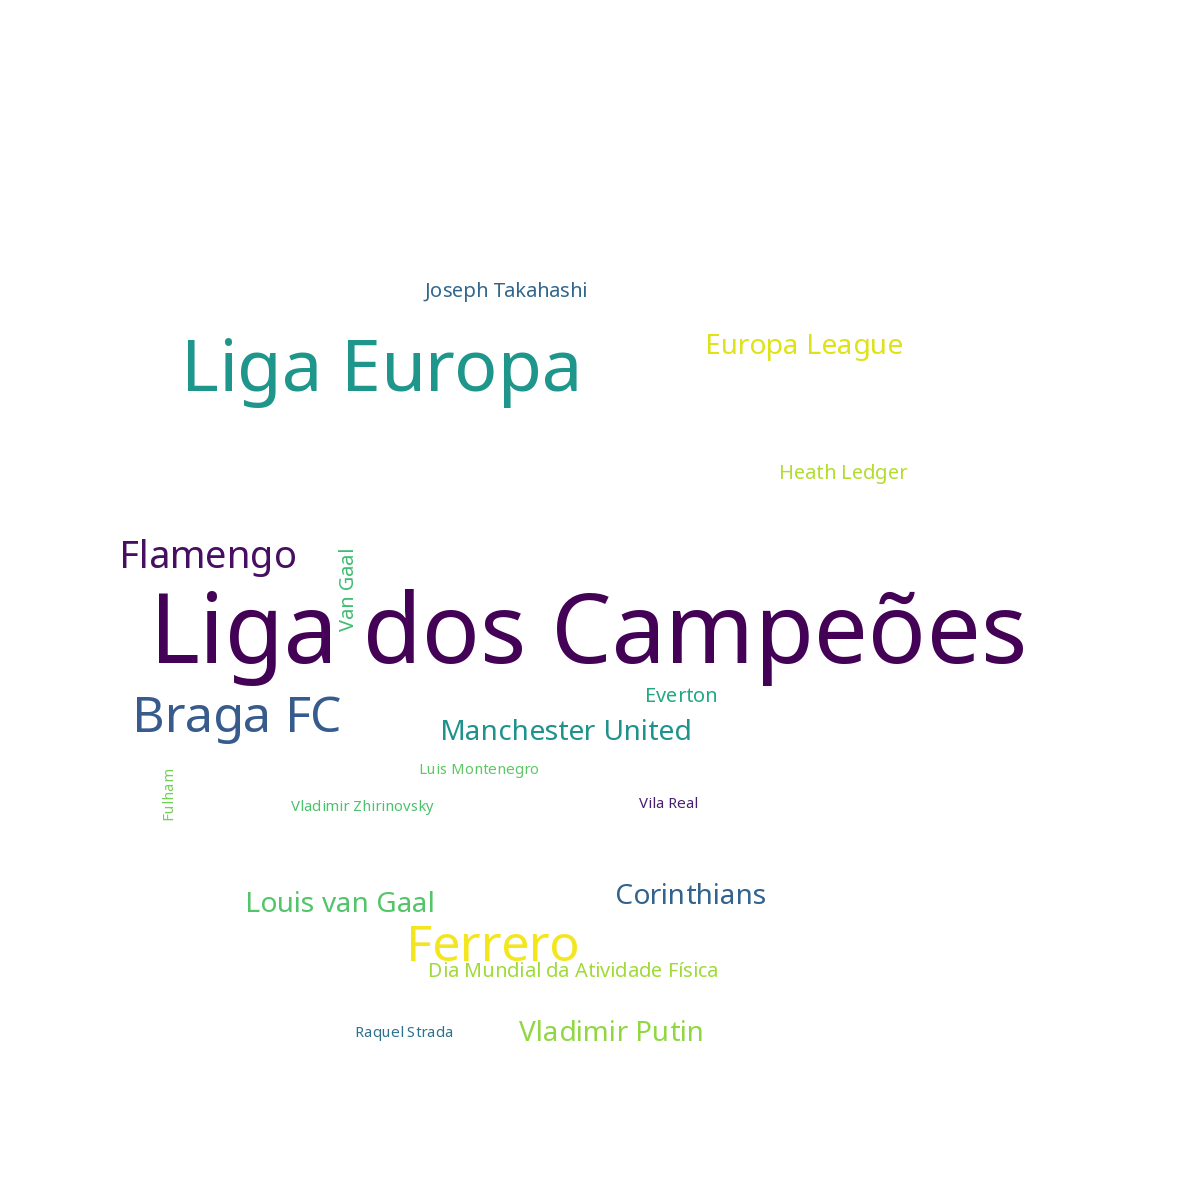 Joseph Takahashi
Liga Europa
Europa League
Heath Ledger
Flamengo
Van Gaal
Liga dos Campeões
Everton
Braga FC
Manchester United
Luis Montenegro
Fulham
Vladimir Zhirinovsky
Vila Real
Louis van Gaal
Corinthians
Ferrero
Dia Mundial da Atividade Física
Raquel Strada
Vladimir Putin